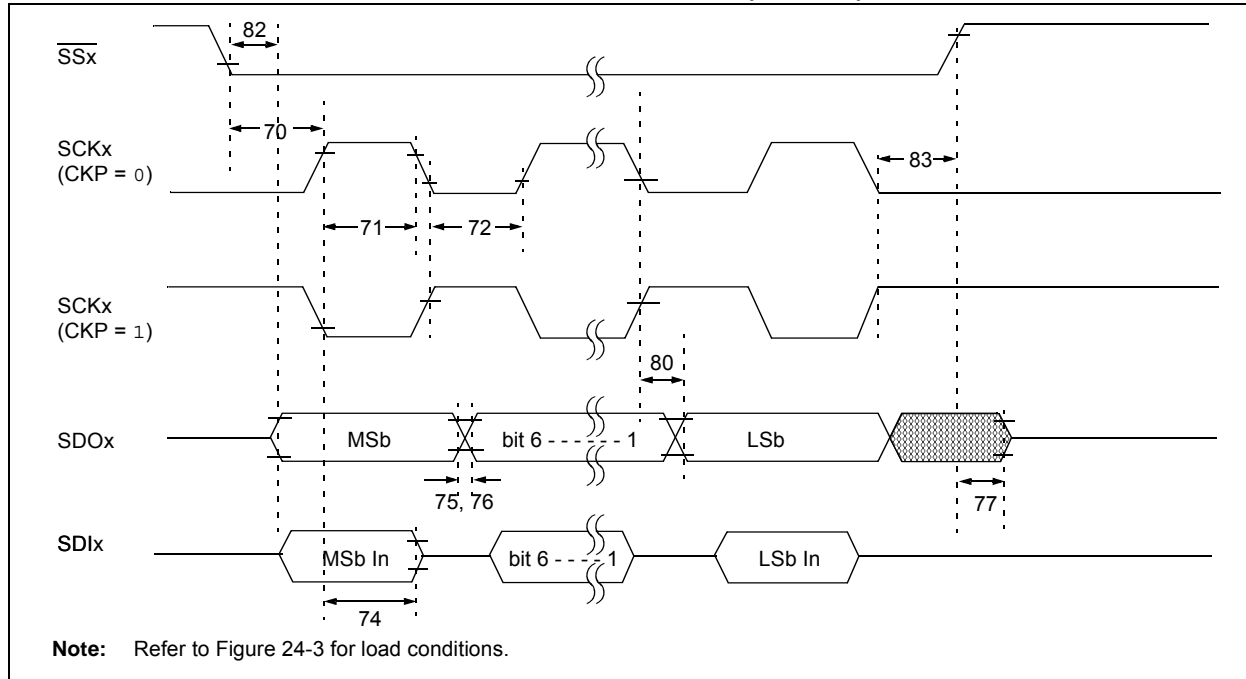 82
SSx
70
SCKx
(CKP = 0)
83
71
72
SCKx
(CKP = 1)
80
SDOx
MSb
bit 6 - - - - - - 1
LSb
75, 76
77
SDIx
MSb In
bit 6 - - - - 1
LSb In
74
Note: Refer to Figure 24-3 for load conditions.